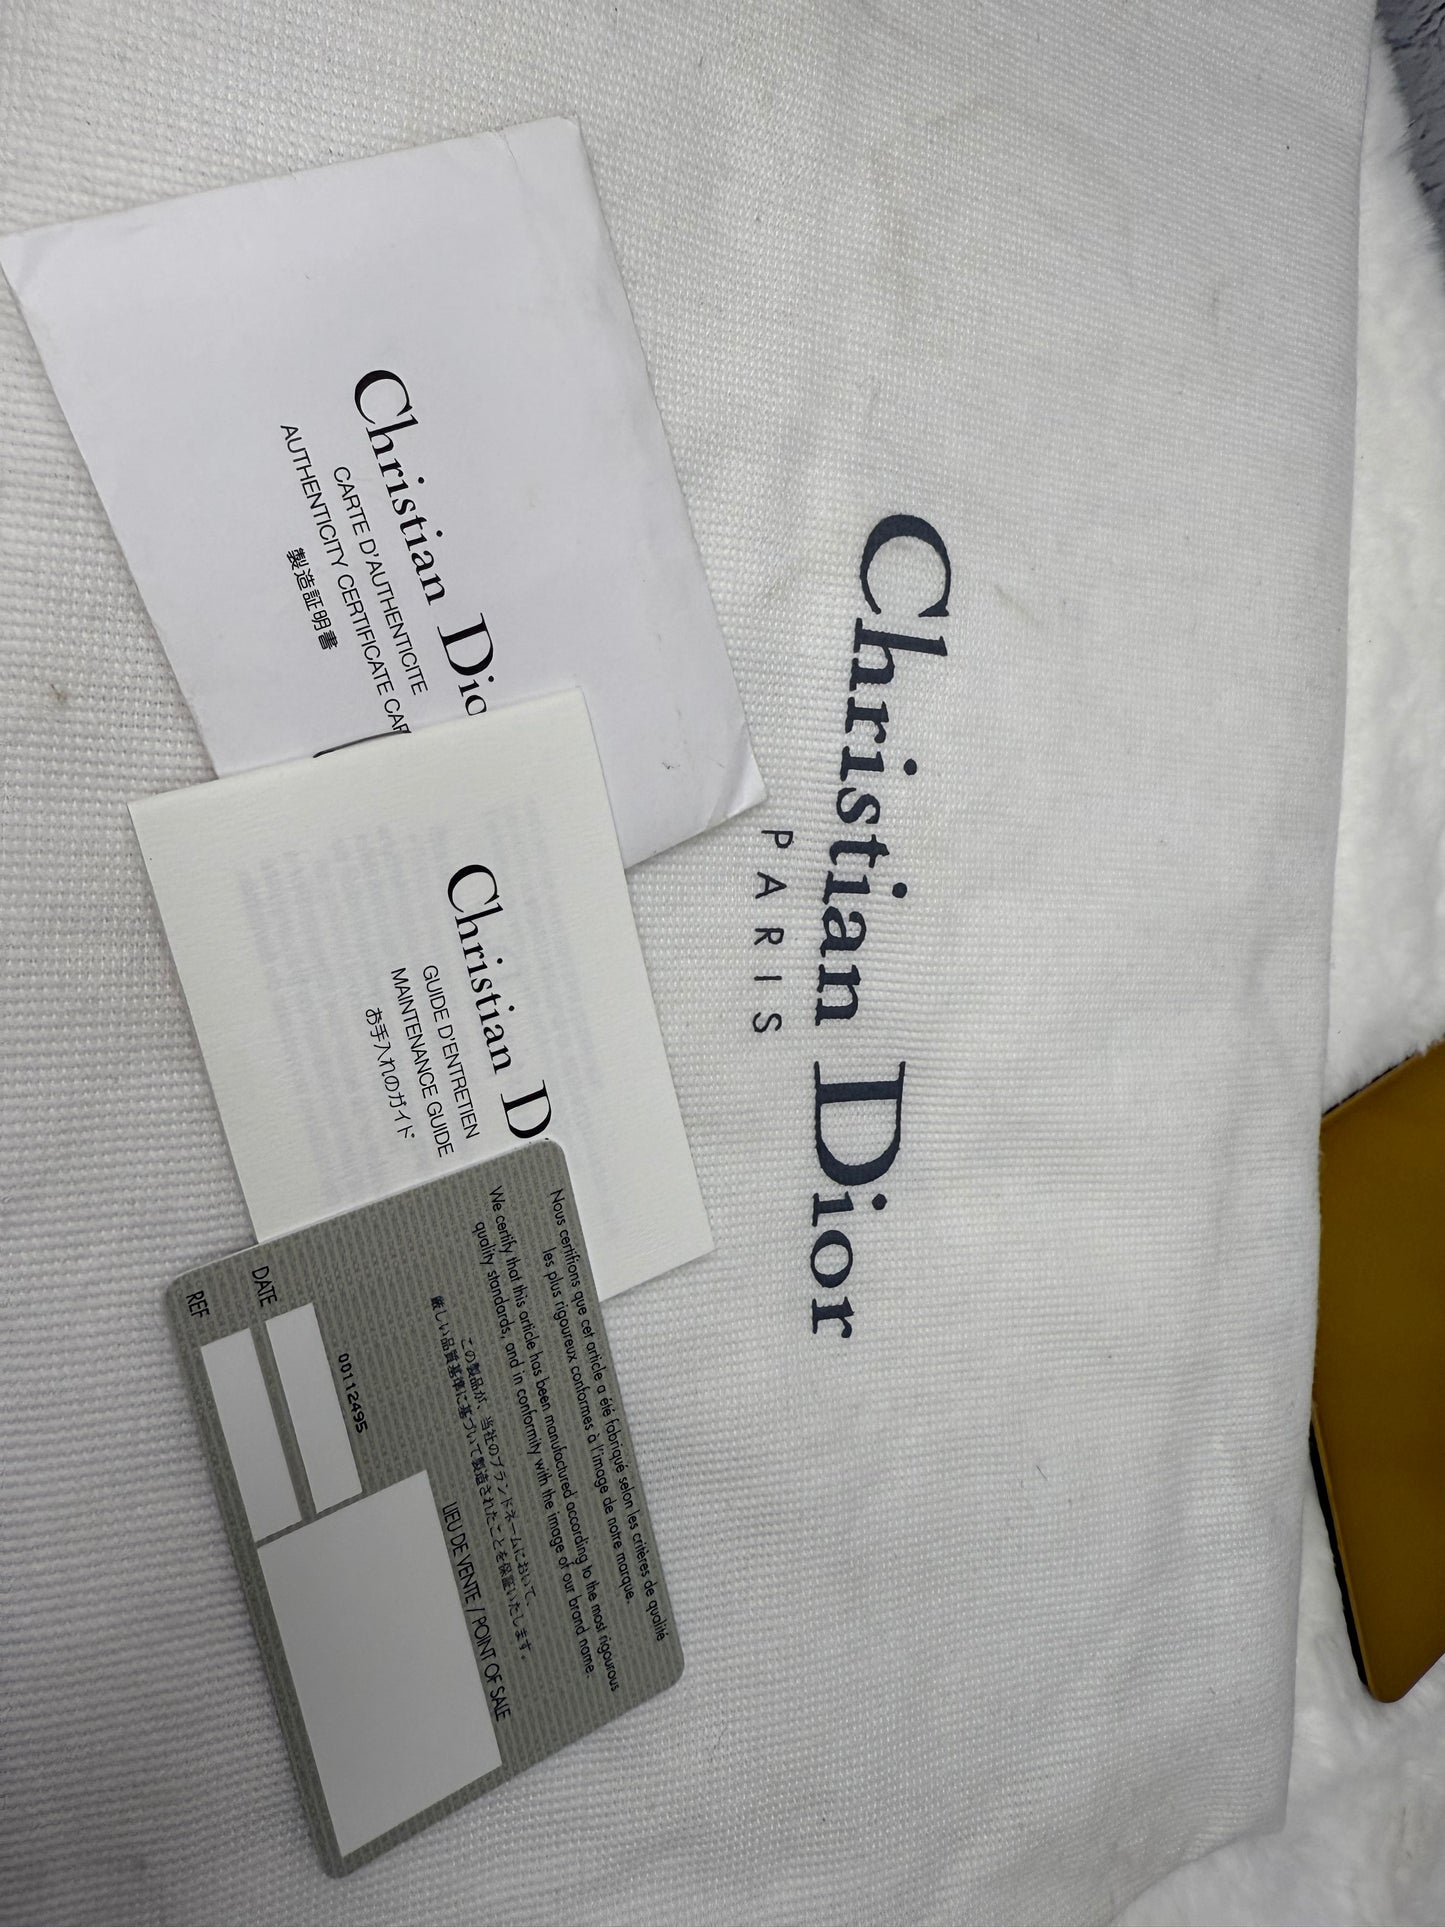 Christian Dior
PARIS
Christian Dio
CARTE D'AUTHENTICITE
AUTHENTICITY CERTIFICATE CAR
製造証明書
Christian D
GUIDE D'ENTRETIEN
MAINTENANCE GUIDE
お手入れのガイド
Nous certifions que cet article a été fabriqué selon les critères de qualité
les plus rigoureux conformes à l'image de notre marque.
We certify that this article has been manufactured according to the most rigourous
quality standards, and in conformity with the image of our brand name.
この製品が、当社のブランドネームにおいて、
厳しい品質基準に基づいて製造されたことを保証いたします。
LIEU DE VENTE / POINT OF SALE
00112495
DATE
REF